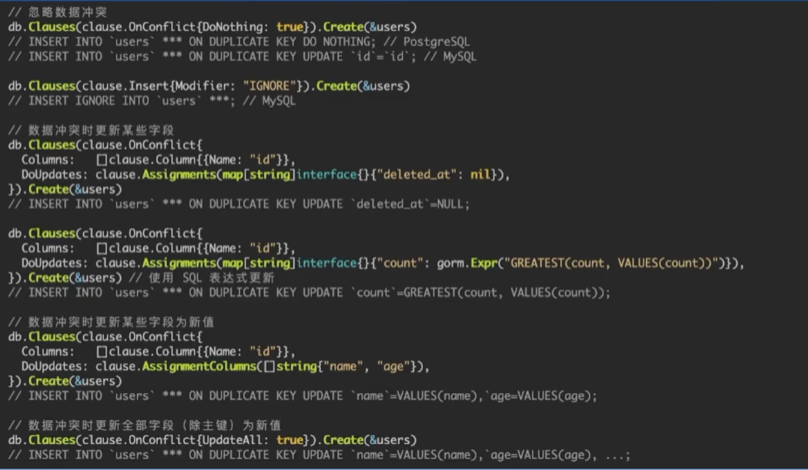 // 忽略数据冲突
db.Clauses(clause.OnConflict{DoNothing: true}).Create(&users)
// INSERT INTO `users` *** ON DUPLICATE KEY DO NOTHING; // PostgreSQL
// INSERT INTO `users` *** ON DUPLICATE KEY UPDATE `id`=`id`; // MySQL

db.Clauses(clause.Insert{Modifier: "IGNORE"}).Create(&users)
// INSERT IGNORE INTO `users` ***; // MySQL

// 数据冲突时更新某些字段
db.Clauses(clause.OnConflict{
  Columns:   []clause.Column{{Name: "id"}},
  DoUpdates: clause.Assignments(map[string]interface{}{"deleted_at": nil}),
}).Create(&users)
// INSERT INTO `users` *** ON DUPLICATE KEY UPDATE `deleted_at`=NULL;

db.Clauses(clause.OnConflict{
  Columns:   []clause.Column{{Name: "id"}},
  DoUpdates: clause.Assignments(map[string]interface{}{"count": gorm.Expr("GREATEST(count, VALUES(count))")}),
}).Create(&users) // 使用 SQL 表达式更新
// INSERT INTO `users` *** ON DUPLICATE KEY UPDATE `count`=GREATEST(count, VALUES(count));

// 数据冲突时更新某些字段为新值
db.Clauses(clause.OnConflict{
  Columns:   []clause.Column{{Name: "id"}},
  DoUpdates: clause.AssignmentColumns([]string{"name", "age"}),
}).Create(&users)
// INSERT INTO `users` *** ON DUPLICATE KEY UPDATE `name`=VALUES(name),`age=VALUES(age);

// 数据冲突时更新全部字段（除主键）为新值
db.Clauses(clause.OnConflict{UpdateAll: true}).Create(&users)
// INSERT INTO `users` *** ON DUPLICATE KEY UPDATE `name`=VALUES(name),`age=VALUES(age), ...;